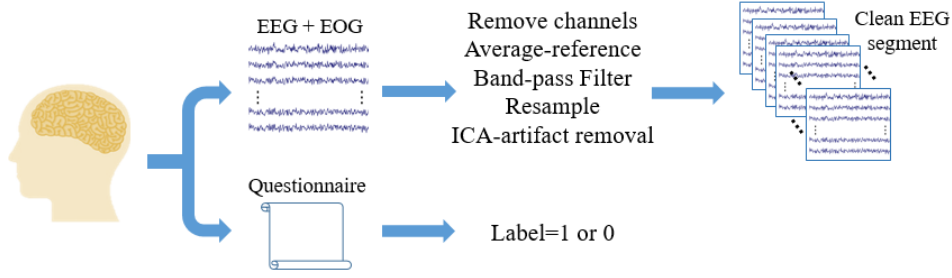 EEG + EOG
Remove channels
Average-reference
Band-pass Filter
Resample
ICA-artifact removal
Clean EEG
segment
Questionnaire
Label=1 or 0